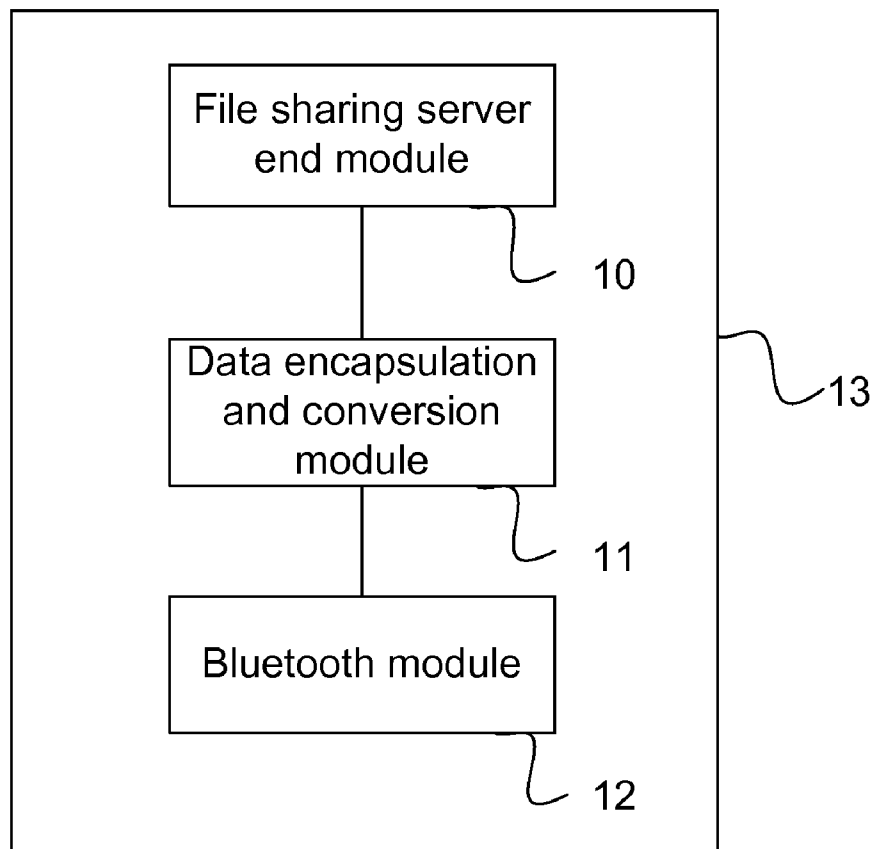 File sharing server
end module
10
Data encapsulation
and conversion
module
13
11
Bluetooth module
12